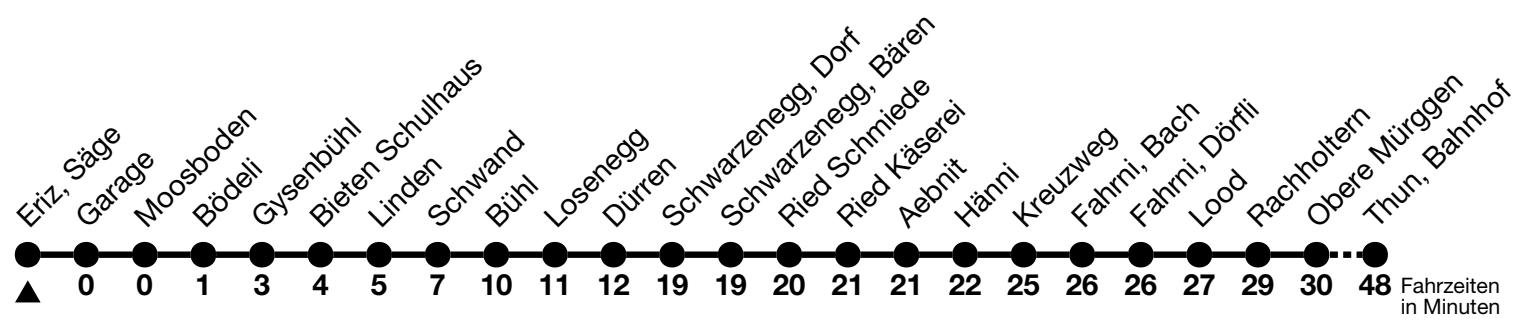 Eriz, Säge
Garage
Moosboden
Bödeli
Gysenbühl
Bieten Schulhaus
Linden
Schwand
Bühl
Losenegg
Dürren
Schwarzenegg, Dorf
Schwarzenegg, Bären
Ried Schmiede
Ried Käserei
Aebnit
Hänni
Kreuzweg
Fahrni, Bach
Fahrni, Dörfli
Lood
Rachholtern
Obere Mürggen
Thun, Bahnhof
0 0 1 3 4 5 7 10 11 12 19 19 20 21 21 22 25 26 26 27 29 30 48
Fahrzeiten
in Minuten